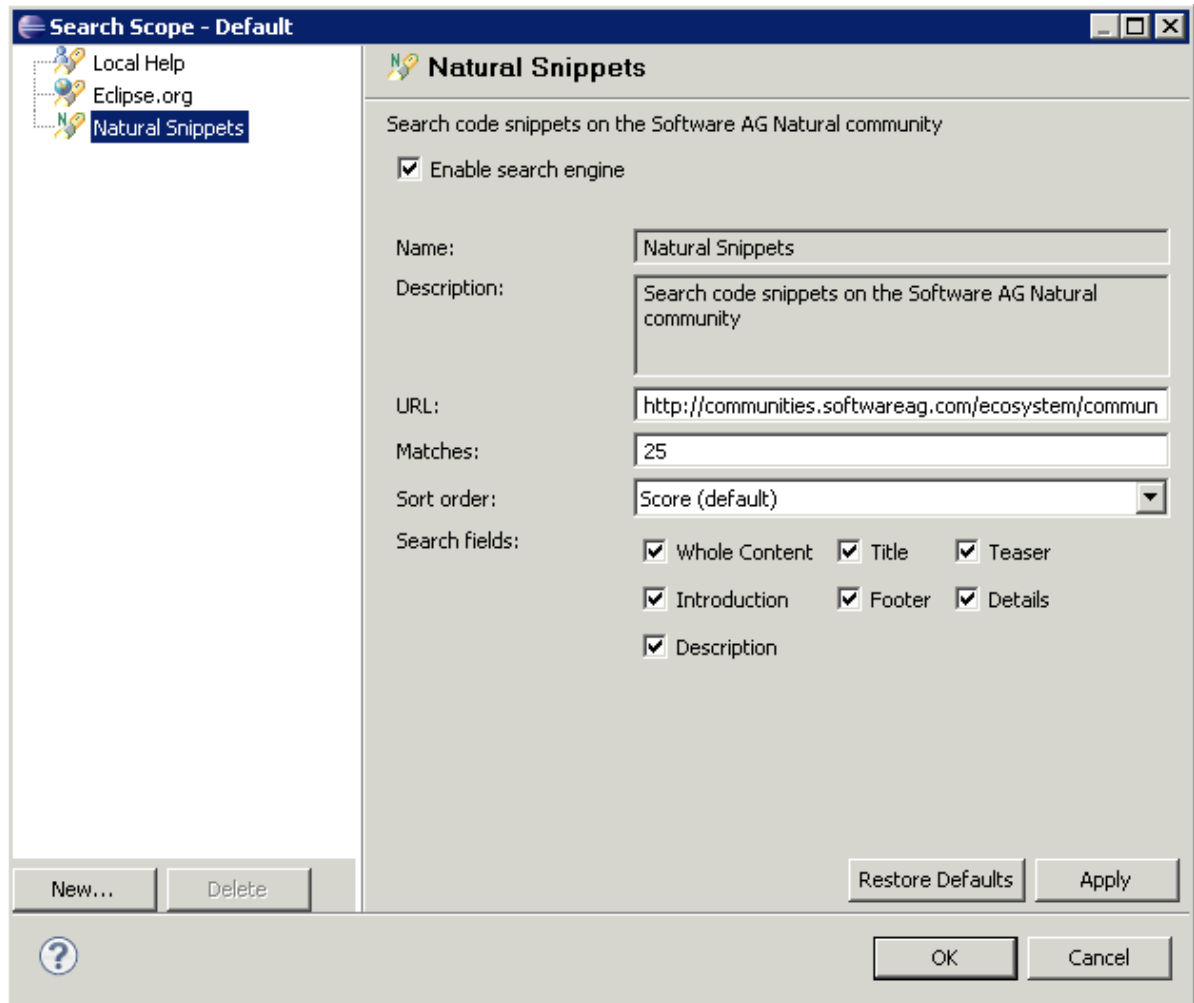 Search Scope - Default
Local Help
Eclipse.org
N Natural Snippets
N Natural Snippets
Search code snippets on the Software AG Natural community
Enable search engine
Name: Natural Snippets
Description: Search code snippets on the Software AG Natural
community
URL: http://communities.softwareag.com/ecosystem/commun
Matches: 25
Sort order: Score (default)
Search fields: Whole Content Title Teaser
Introduction Footer Details
Description
New... Delete Restore Defaults Apply
? OK Cancel